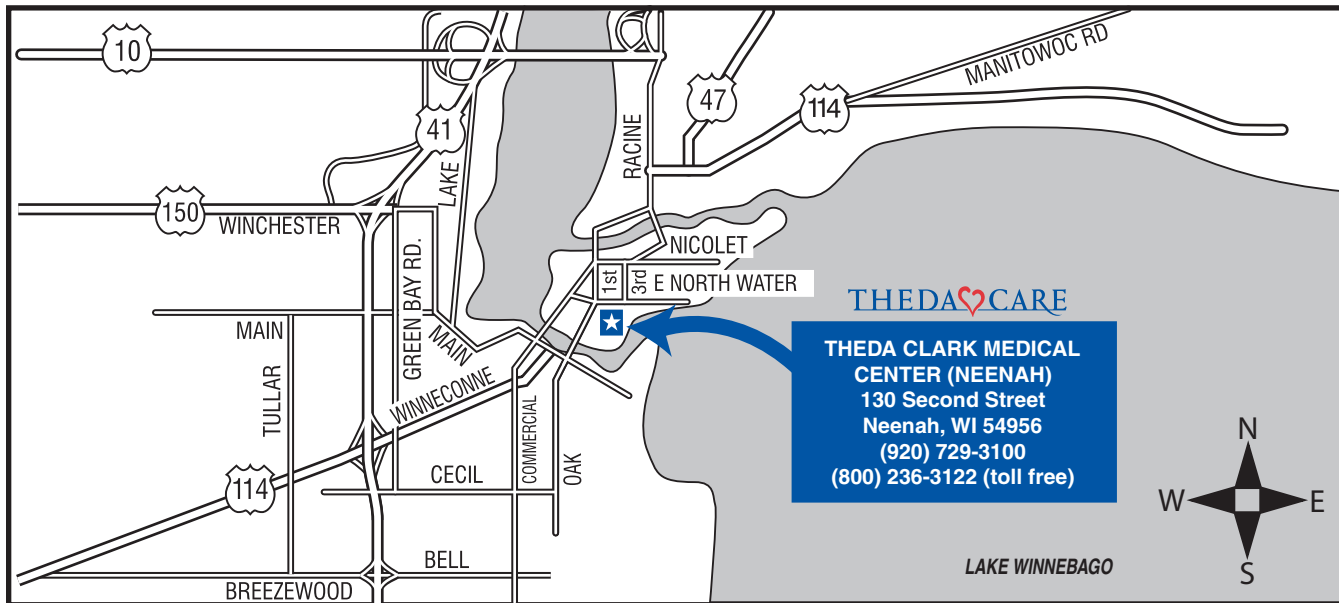 10
MANITOWOC RD
47
114
41
LAKE
RACINE
150
WINCHESTER
NICOLET
1st
3rd
E NORTH WATER
GREEN BAY RD.
MAIN
MAIN
TULLAR
WINNECONNE
COMMERCIAL
OAK
CECIL
114
BELL
BREEZEWOOD
THEDA CARE
THEDA CLARK MEDICAL
CENTER (NEENAH)
130 Second Street
Neenah, WI 54956
(920) 729-3100
(800) 236-3122 (toll free)
N
W
E
S
LAKE WINNEBAGO